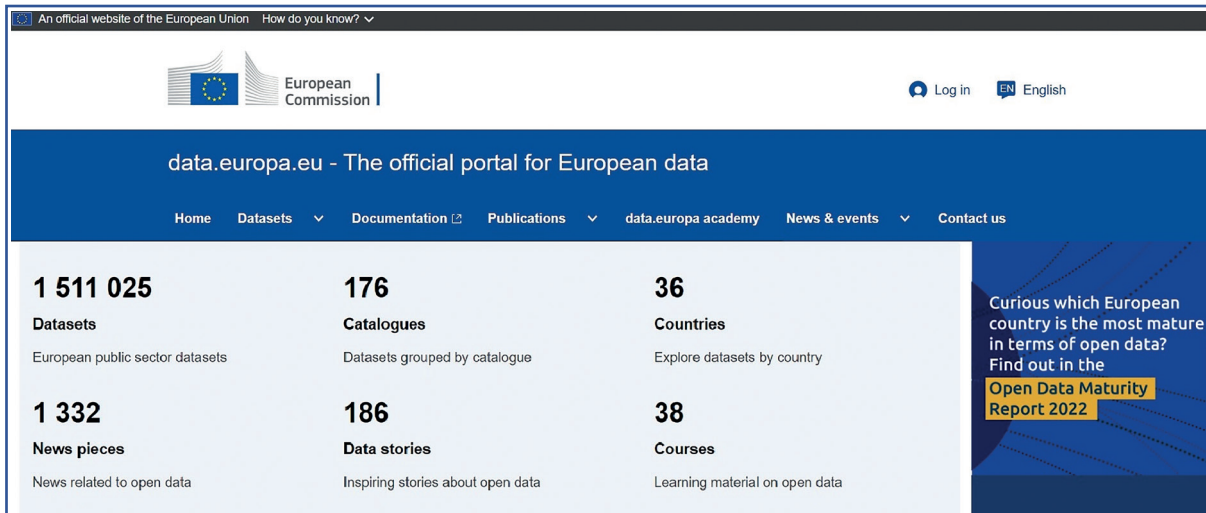 An official website of the European Union How do you know?
European
Commission
Log in EN English
data.europa.eu - The official portal for European data
Home Datasets Documentation Publications data.europa academy News & events Contact us
1 511 025
Datasets
European public sector datasets
176
Catalogues
Datasets grouped by catalogue
36
Countries
Explore datasets by country
1 332
News pieces
News related to open data
186
Data stories
Inspiring stories about open data
38
Courses
Learning material on open data
Curious which European
country is the most mature
in terms of open data?
Find out in the
Open Data Maturity
Report 2022